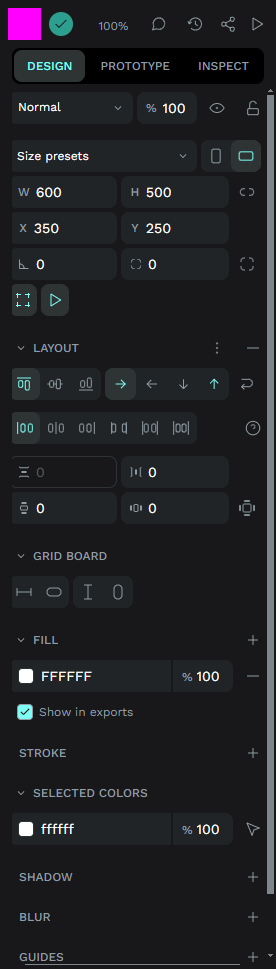 100%
DESIGN PROTOTYPE INSPECT
Normal % 100
Size presets
W 600 H 500
X 350 Y 250
0 0
LAYOUT
0 0
0 0
GRID BOARD
FILL
FFFFFF % 100
Show in exports
STROKE
SELECTED COLORS
ffffff % 100
SHADOW
BLUR
GUIDES